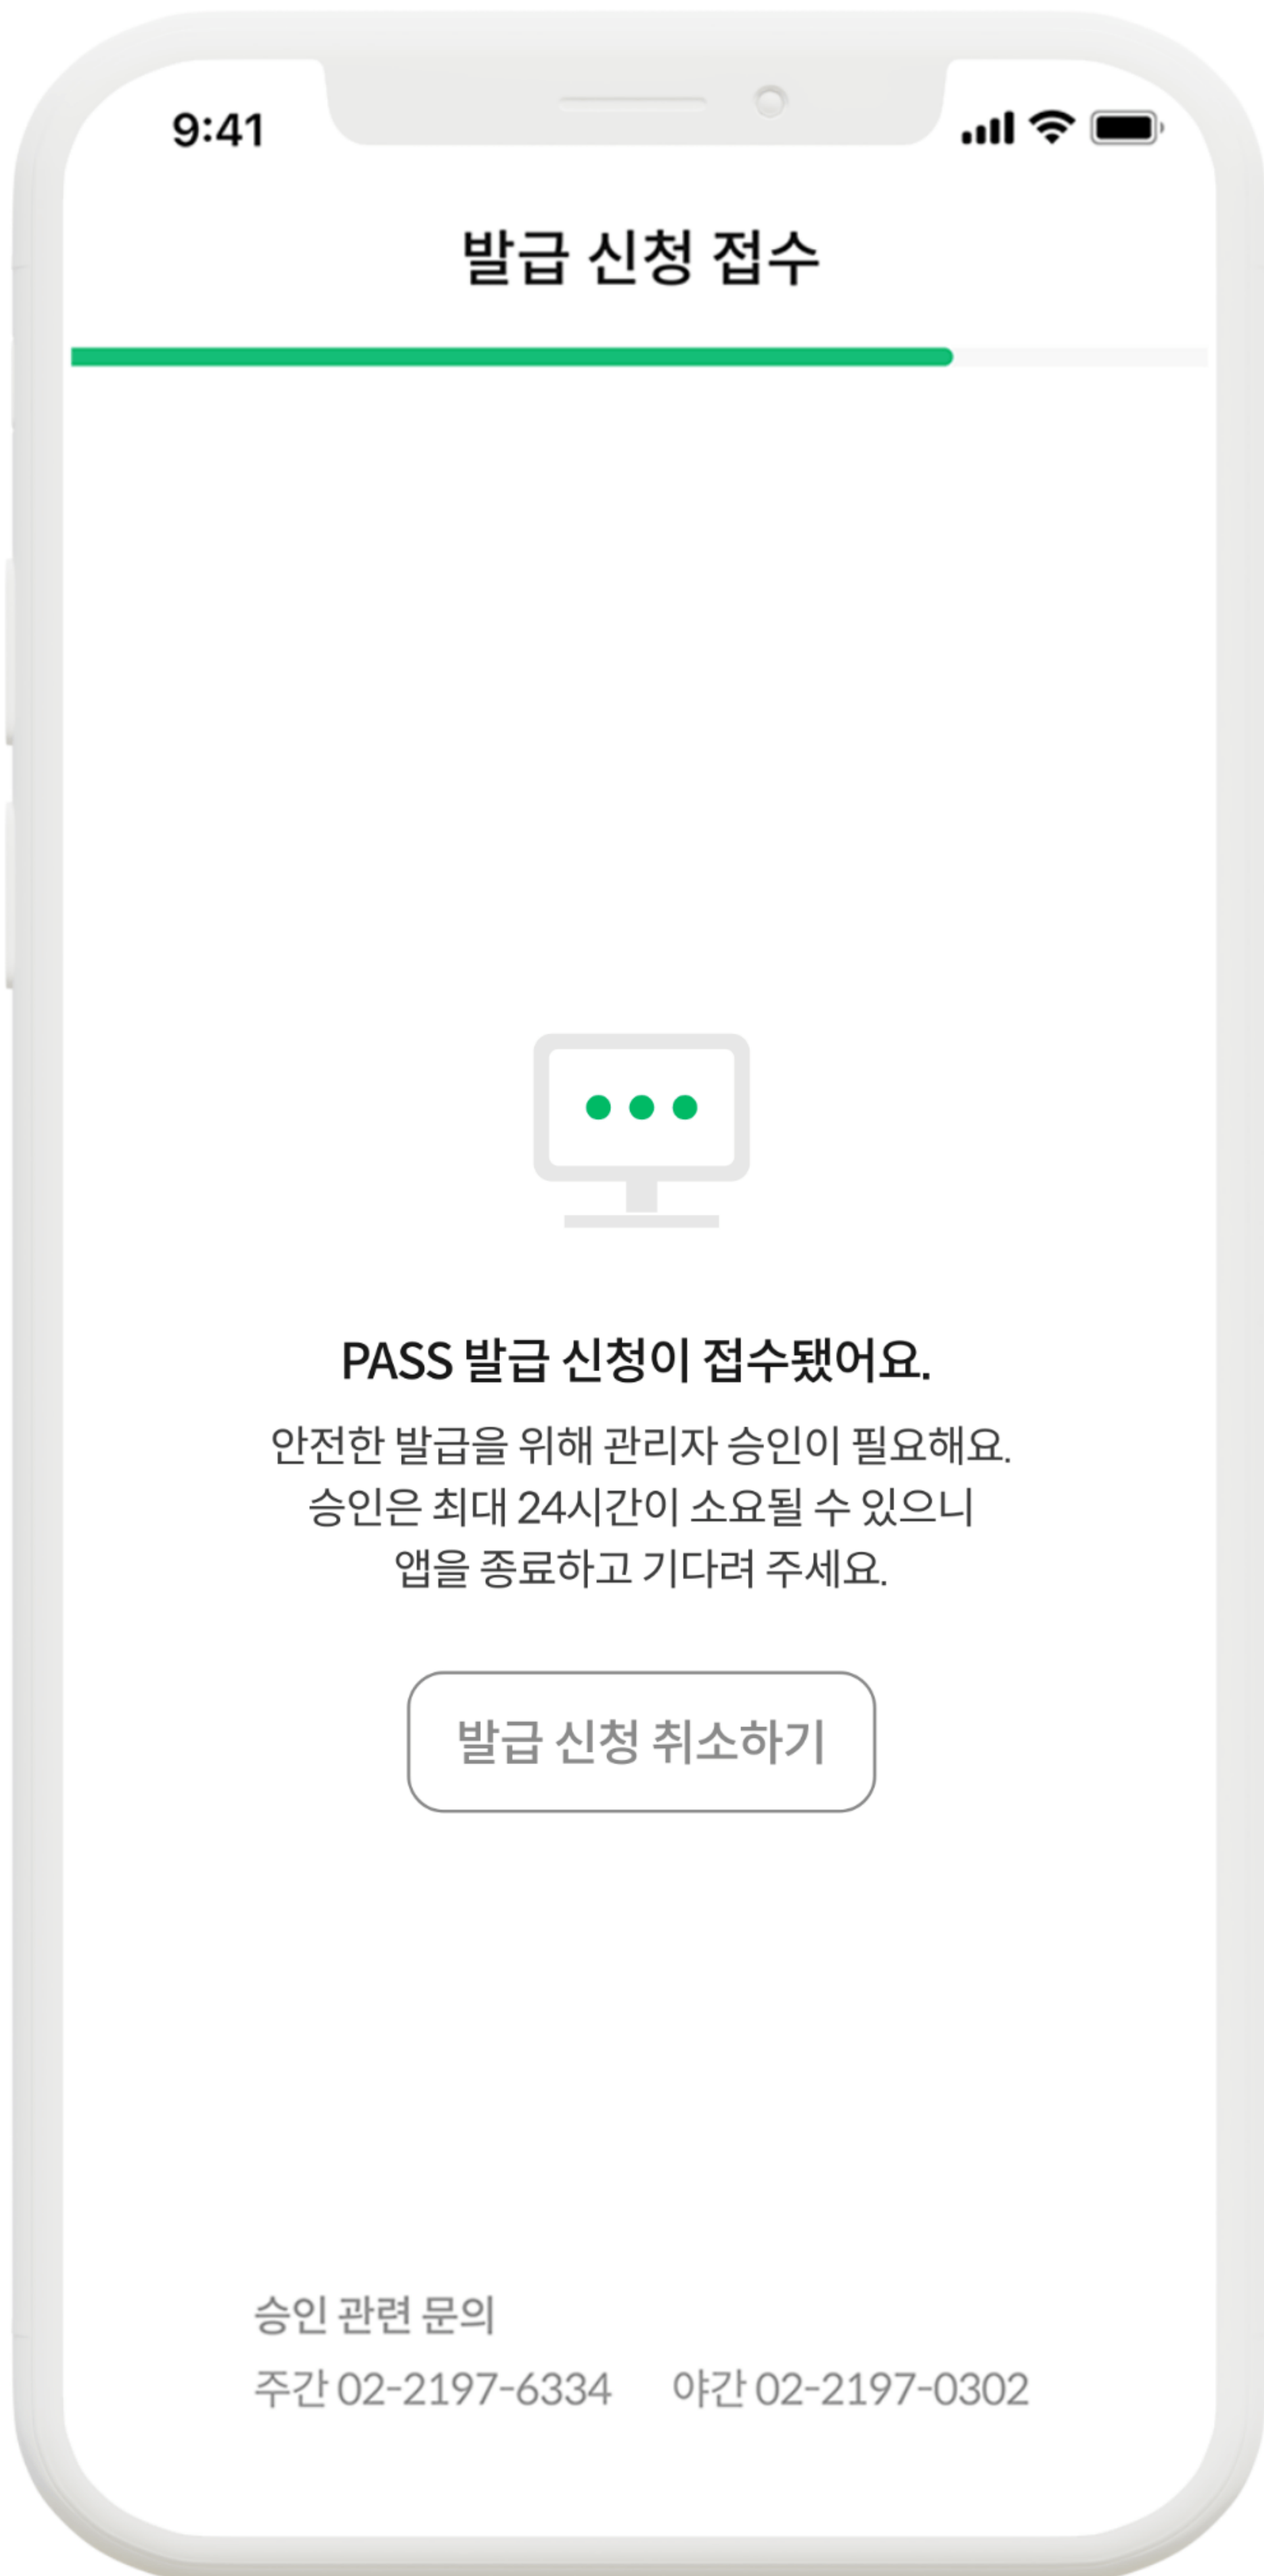 9:41
발급 신청 접수
PASS 발급 신청이 접수됐어요.
안전한 발급을 위해 관리자 승인이 필요해요.
승인은 최대 24시간이 소요될 수 있으니
앱을 종료하고 기다려 주세요.
발급 신청 취소하기
승인 관련 문의
주간 02-2197-6334 야간 02-2197-0302